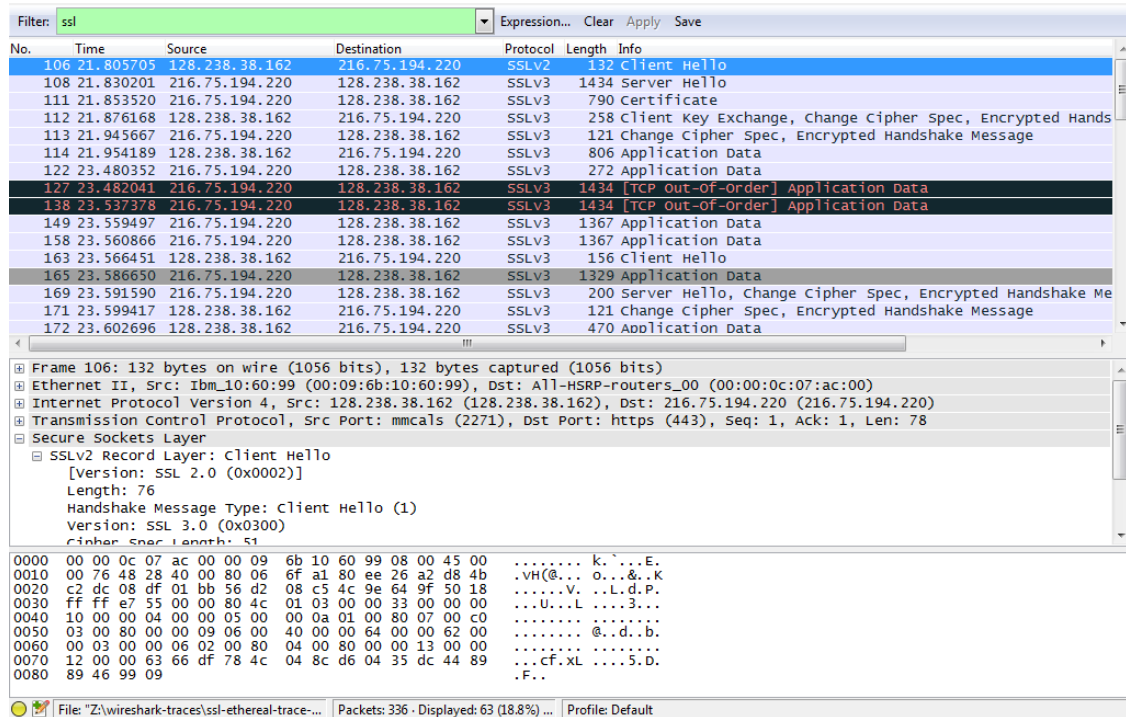 Filter: ssl Expression... Clear Apply Save
No. Time Source Destination Protocol Length Info
106 21.805705 128.238.38.162 216.75.194.220 SSLv2 132 Client Hello
108 21.830201 216.75.194.220 128.238.38.162 SSLv3 1434 Server Hello
111 21.853520 216.75.194.220 128.238.38.162 SSLv3 790 Certificate
112 21.876168 128.238.38.162 216.75.194.220 SSLv3 258 Client Key Exchange, Change Cipher Spec, Encrypted Hands
113 21.945667 216.75.194.220 128.238.38.162 SSLv3 121 Change Cipher Spec, Encrypted Handshake Message
114 21.954189 128.238.38.162 216.75.194.220 SSLv3 806 Application Data
122 23.480352 216.75.194.220 128.238.38.162 SSLv3 272 Application Data
127 23.482041 216.75.194.220 128.238.38.162 SSLv3 1434 [TCP Out-Of-Order] Application Data
138 23.537378 216.75.194.220 128.238.38.162 SSLv3 1434 [TCP Out-Of-Order] Application Data
149 23.559497 216.75.194.220 128.238.38.162 SSLv3 1367 Application Data
158 23.560866 216.75.194.220 128.238.38.162 SSLv3 1367 Application Data
163 23.566451 128.238.38.162 216.75.194.220 SSLv3 156 Client Hello
165 23.586650 216.75.194.220 128.238.38.162 SSLv3 1329 Application Data
169 23.591590 216.75.194.220 128.238.38.162 SSLv3 200 Server Hello, Change Cipher Spec, Encrypted Handshake Me
171 23.599417 128.238.38.162 216.75.194.220 SSLv3 121 Change Cipher Spec, Encrypted Handshake Message
172 23.602696 128.238.38.162 216.75.194.220 SSLv3 470 Application Data
Frame 106: 132 bytes on wire (1056 bits), 132 bytes captured (1056 bits)
Ethernet II, Src: Ibm_10:60:99 (00:09:6b:10:60:99), Dst: All-HSRP-routers_00 (00:00:0c:07:ac:00)
Internet Protocol Version 4, Src: 128.238.38.162 (128.238.38.162), Dst: 216.75.194.220 (216.75.194.220)
Transmission Control Protocol, Src Port: mmcals (2271), Dst Port: https (443), Seq: 1, Ack: 1, Len: 78
Secure Sockets Layer
SSLv2 Record Layer: Client Hello
[Version: SSL 2.0 (0x0002)]
Length: 76
Handshake Message Type: Client Hello (1)
Version: SSL 3.0 (0x0300)
Cipher Spec Length: 51
0000 00 00 0c 07 ac 00 00 09 6b 10 60 99 08 00 45 00 ........ k.`...E.
0010 00 76 48 28 40 00 80 06 6f a1 80 ee 26 a2 d8 4b .vH(@... o...&..K
0020 c2 dc 08 df 01 bb 56 d2 08 c5 4c 9e 64 9f 50 18 ......V. ..L.d.P.
0030 ff ff e7 55 00 00 80 4c 01 03 00 00 33 00 00 00 ...U...L ....3...
0040 10 00 00 04 00 00 05 00 00 0a 01 00 80 07 00 c0 ........ ........
0050 03 00 80 00 00 09 06 00 40 00 00 64 00 00 62 00 ........ @..d..b.
0060 00 03 00 00 06 02 00 80 04 00 80 00 00 13 00 00 ........ ........
0070 12 00 00 63 66 df 78 4c 04 8c d6 04 35 dc 44 89 ...cf.xL ....5.D.
0080 89 46 99 09 .F..
File: "Z:\wireshark-traces\ssl-ethereal-trace-... Packets: 336 · Displayed: 63 (18.8%) ... Profile: Default